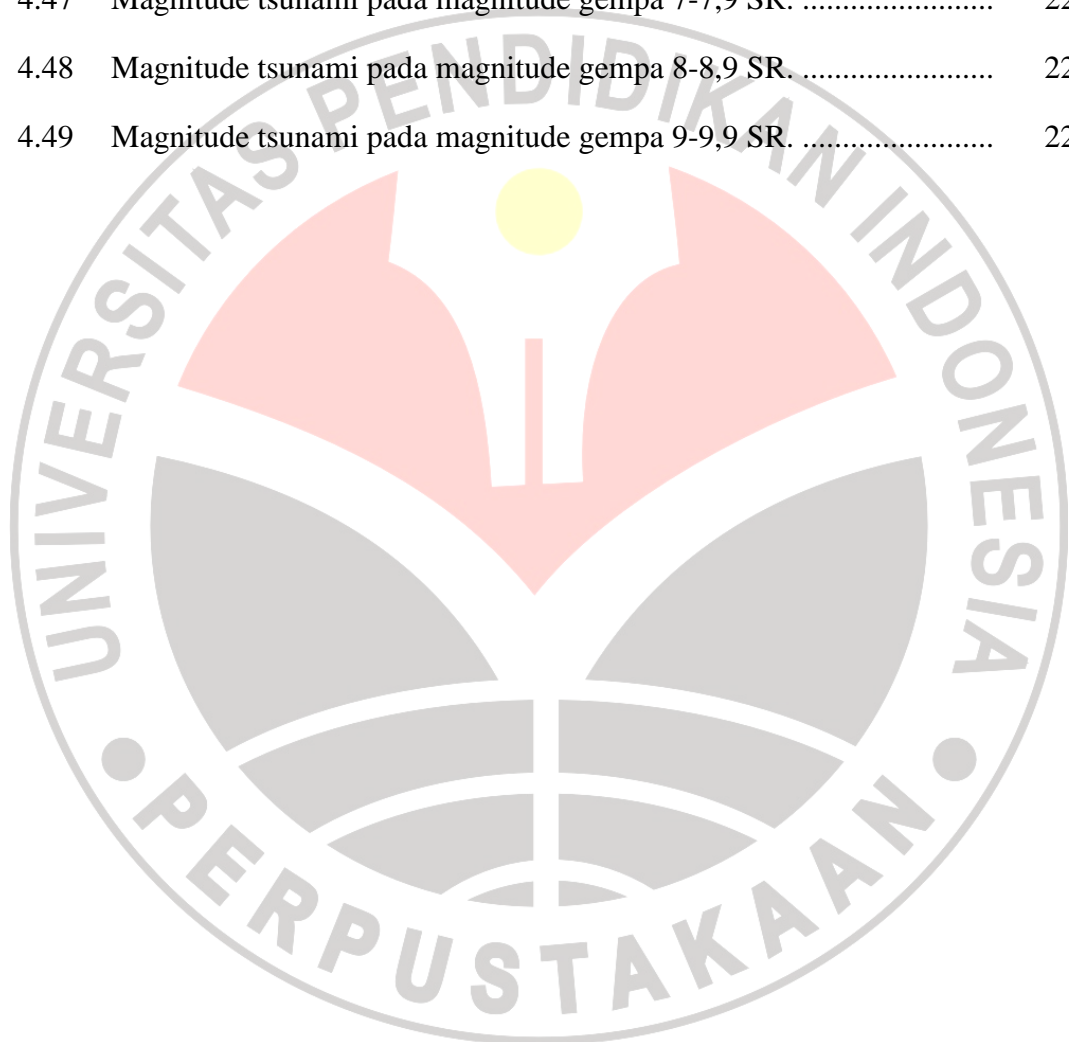 4.47 Magnitude tsunami pada magnitude gempa 7-7,9 SR. ........................ 22
4.48 Magnitude tsunami pada magnitude gempa 8-8,9 SR. ........................ 22
4.49 Magnitude tsunami pada magnitude gempa 9-9,9 SR. ........................ 22
UNIVERSITAS PENDIDIKAN INDONESIA
PERPUSTAKAAN